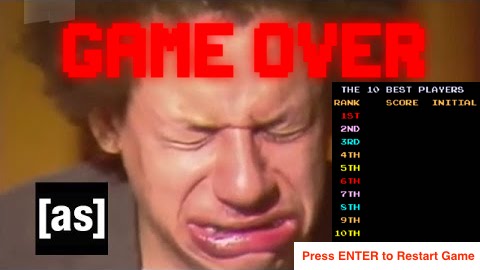 GAME OVER
THE 10 BEST PLAYERS
RANK SCORE INITIAL
1ST
2ND
3RD
4TH
5TH
6TH
7TH
8TH
9TH
10TH
[as]
Press ENTER to Restart Game